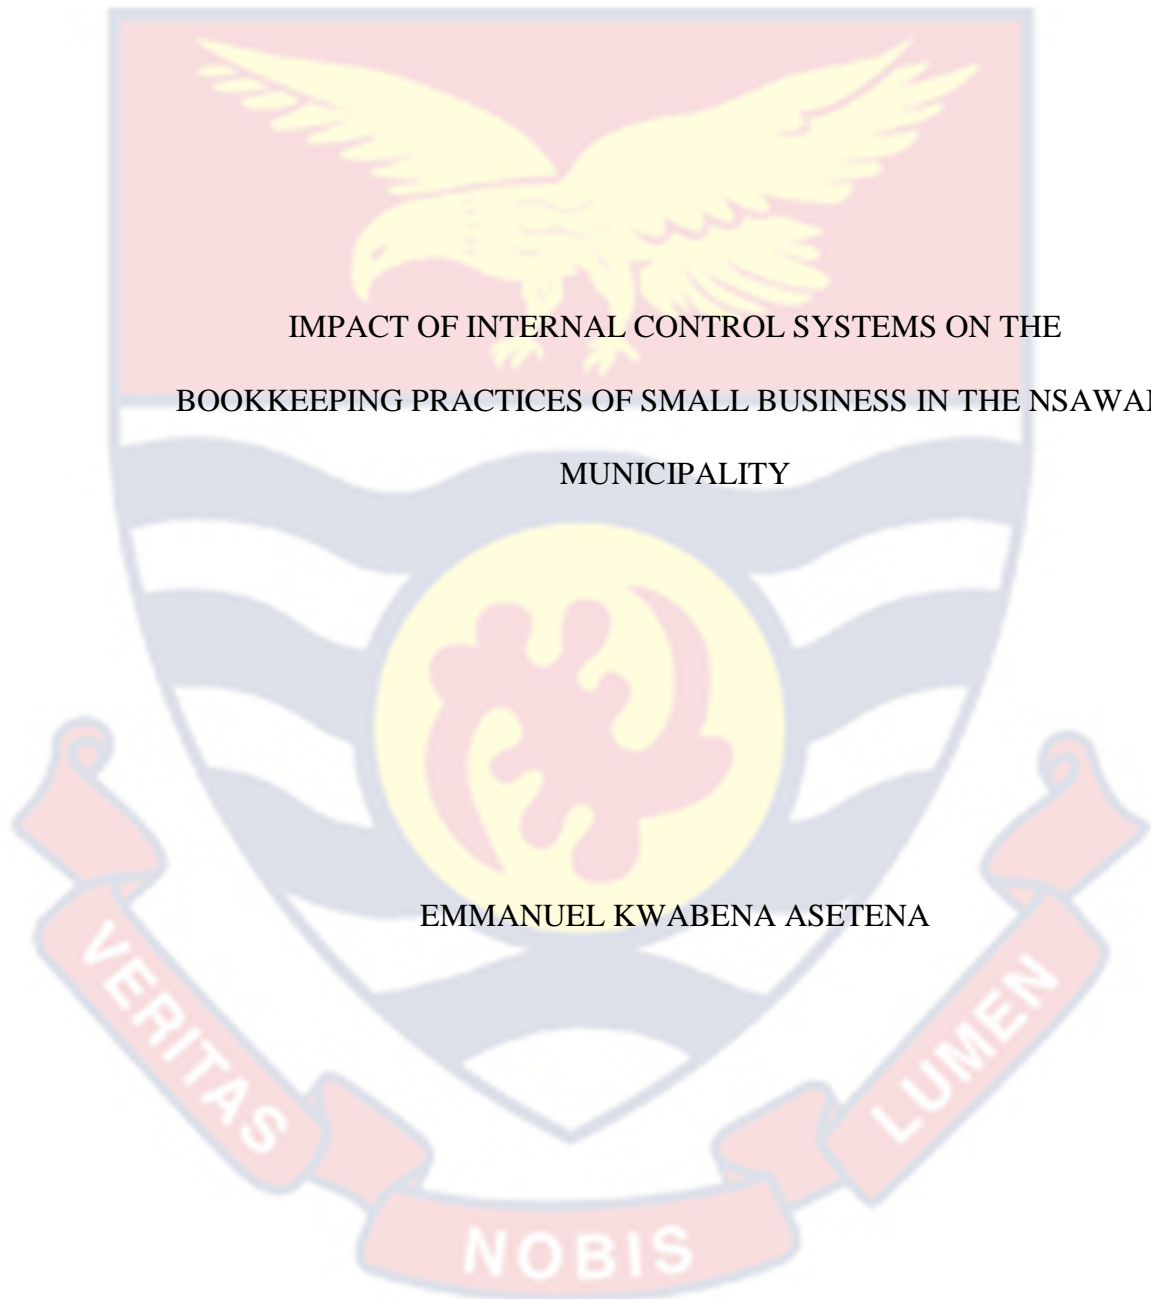 IMPACT OF INTERNAL CONTROL SYSTEMS ON THE
BOOKKEEPING PRACTICES OF SMALL BUSINESS IN THE
MUNICIPALITY
EMMANUEL KWABENA ASETENA
VERITAS
NOBIS
LUMEN